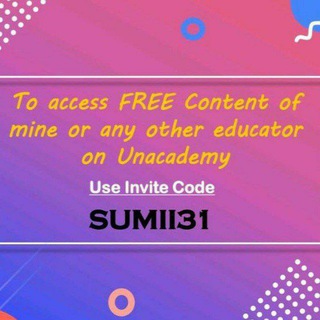 To access FREE Content of
mine or any other educator
on Unacademy
Use Invite Code
SUMII31